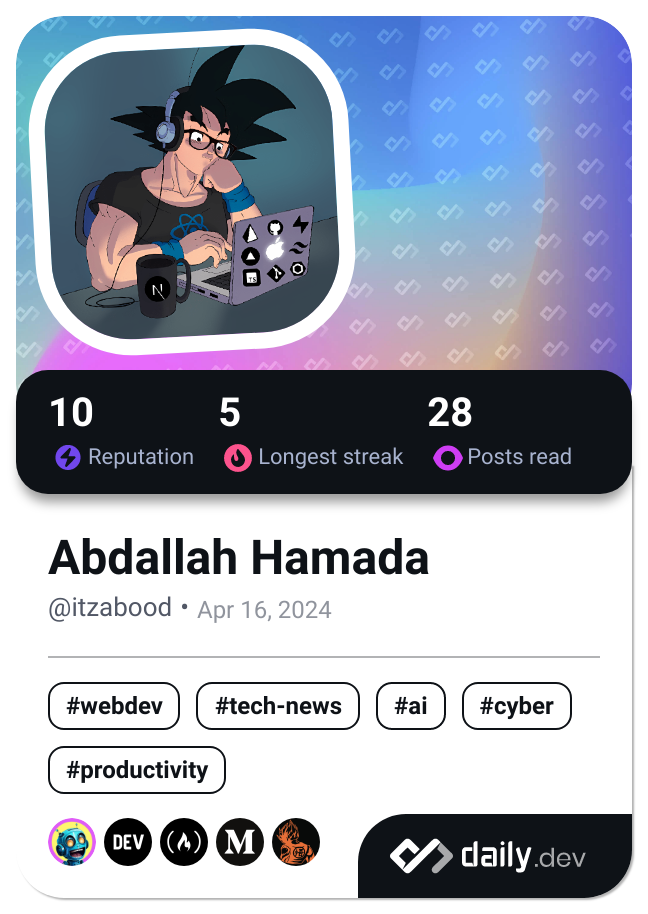 N
TS
10 5 28
Reputation Longest streak Posts read
Abdallah Hamada
@itzabood • Apr 16, 2024
#webdev #tech-news #ai #cyber
#productivity
DEV M
daily.dev